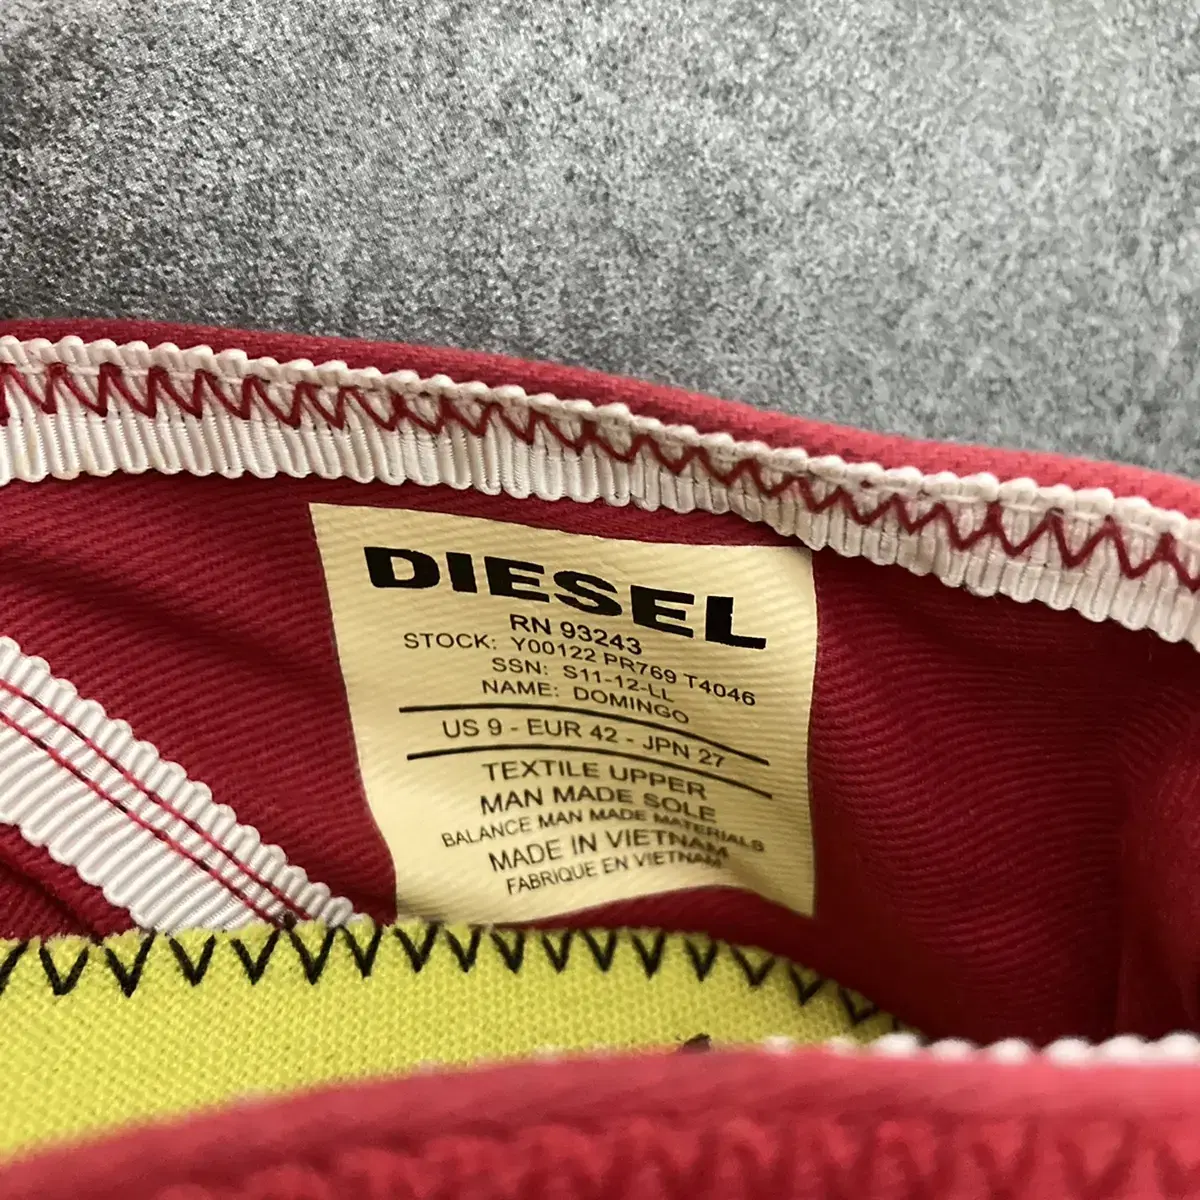 DIESEL
RN 93243
STOCK: Y00122 PR769 T4046
SSN: S11-12-LL
NAME: DOMINGO
US 9 - EUR 42 - JPN 27
TEXTILE UPPER
MAN MADE SOLE
BALANCE MAN MADE MATERIALS
MADE IN VIETNAM
FABRIQUE EN VIETNAM